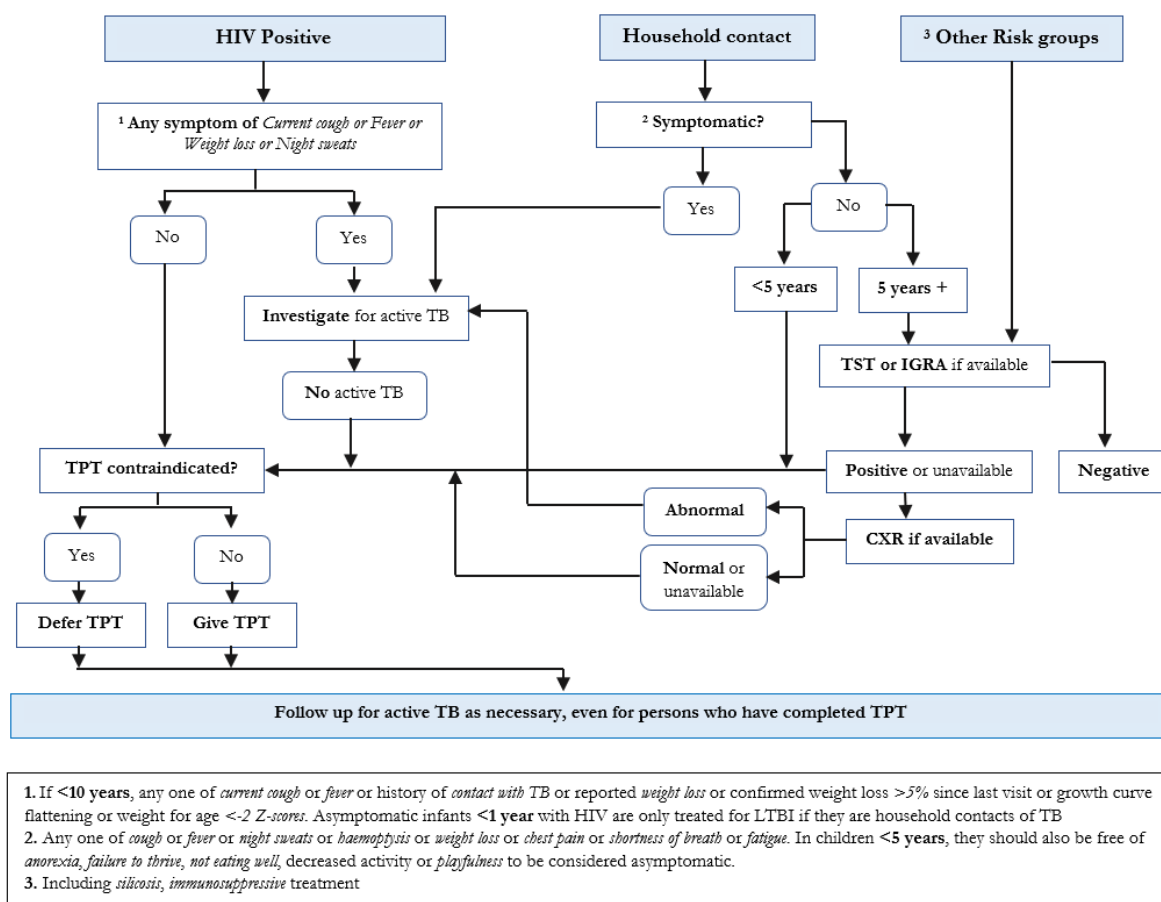 HIV Positive
Household contact
³ Other Risk groups
¹ Any symptom of Current cough or Fever or
Weight loss or Night sweats
² Symptomatic?
No
Yes
Yes
No
<5 years
5 years +
Investigate for active TB
TST or IGRA if available
No active TB
TPT contraindicated?
Positive or unavailable
Negative
Abnormal
CXR if available
Yes
No
Normal or
unavailable
Defer TPT
Give TPT
Follow up for active TB as necessary, even for persons who have completed TPT
1. If <10 years, any one of current cough or fever or history of contact with TB or reported weight loss or confirmed weight loss >5% since last visit or growth curve
flattening or weight for age <-2 Z-scores. Asymptomatic infants <1 year with HIV are only treated for LTBI if they are household contacts of TB
2. Any one of cough or fever or night sweats or haemoptysis or weight loss or chest pain or shortness of breath or fatigue. In children <5 years, they should also be free of
anorexia, failure to thrive, not eating well, decreased activity or playfulness to be considered asymptomatic.
3. Including silicosis, immunosuppressive treatment